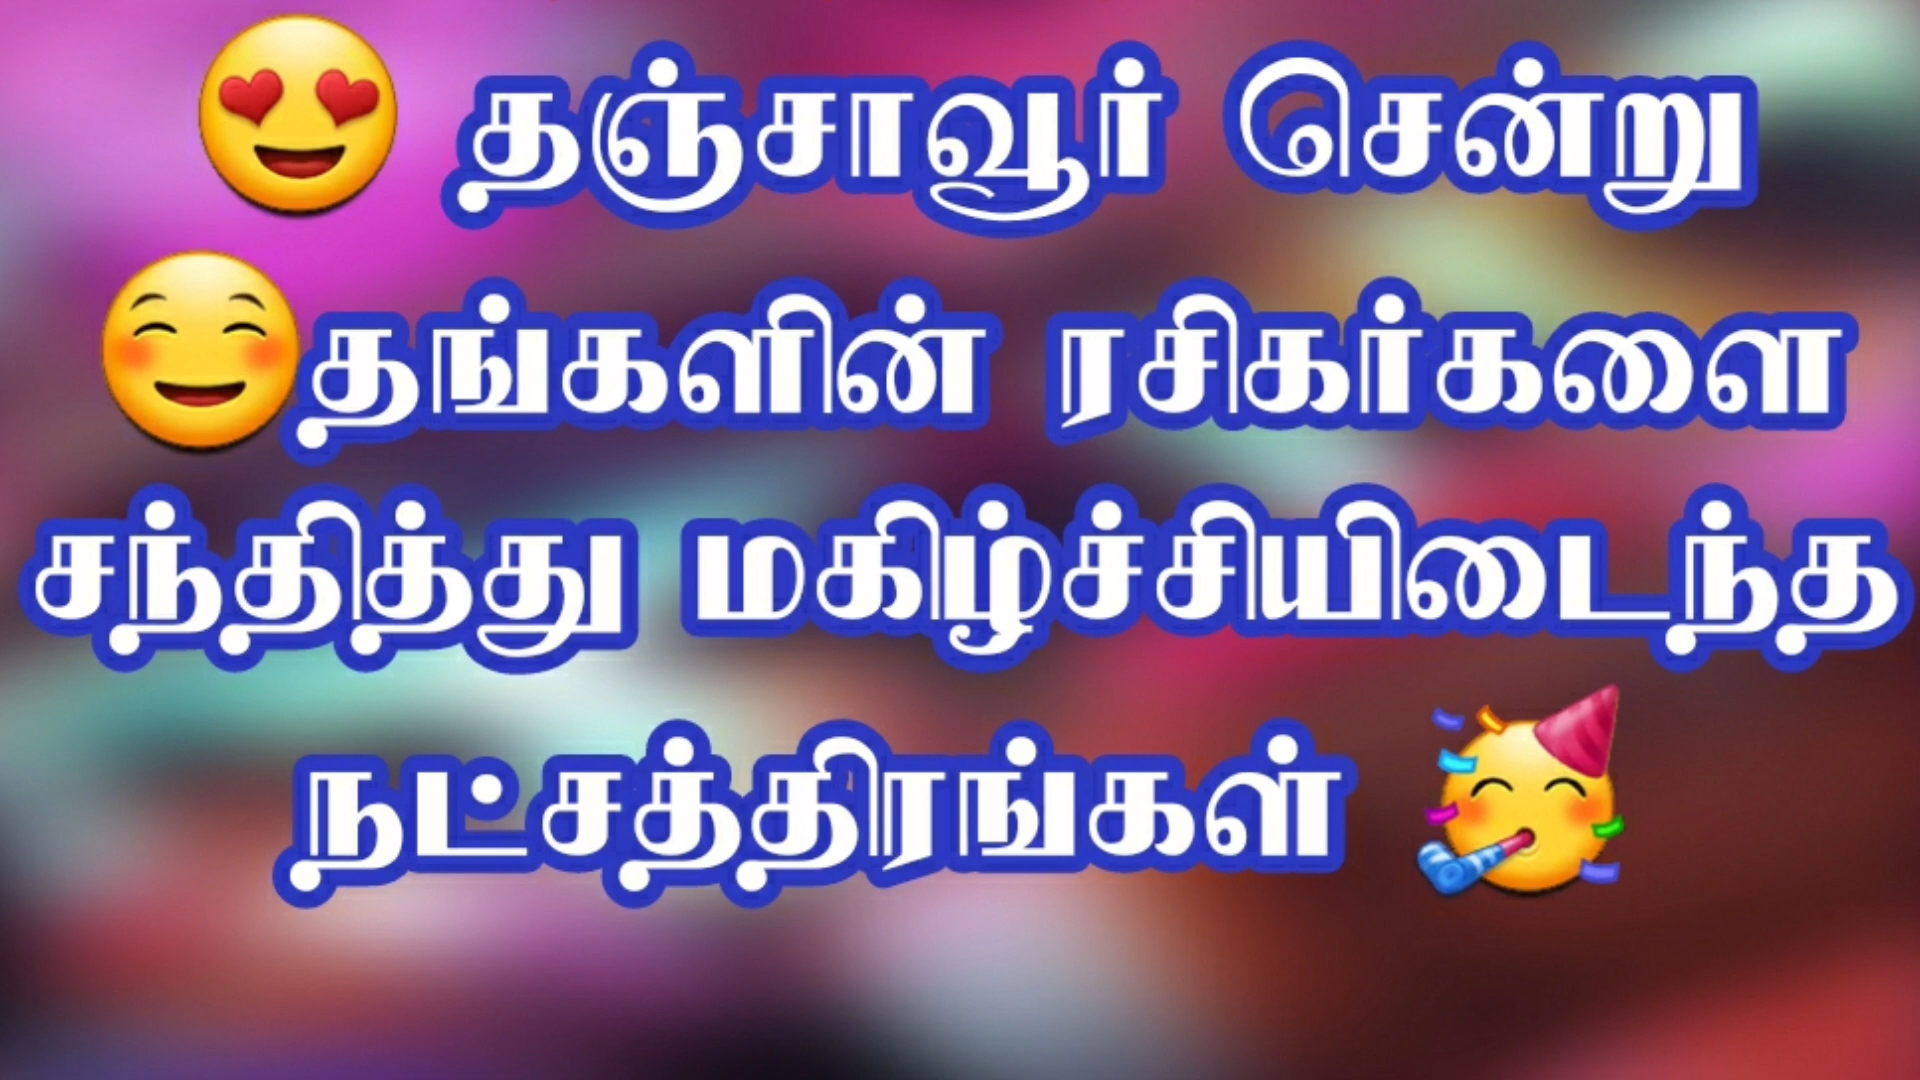 😍 தஞ்சாவூர் சென்று
😊தங்களின் ரசிகர்களை
சந்தித்து மகிழ்ச்சியிடைந்த
நட்சத்திரங்கள் 🥳